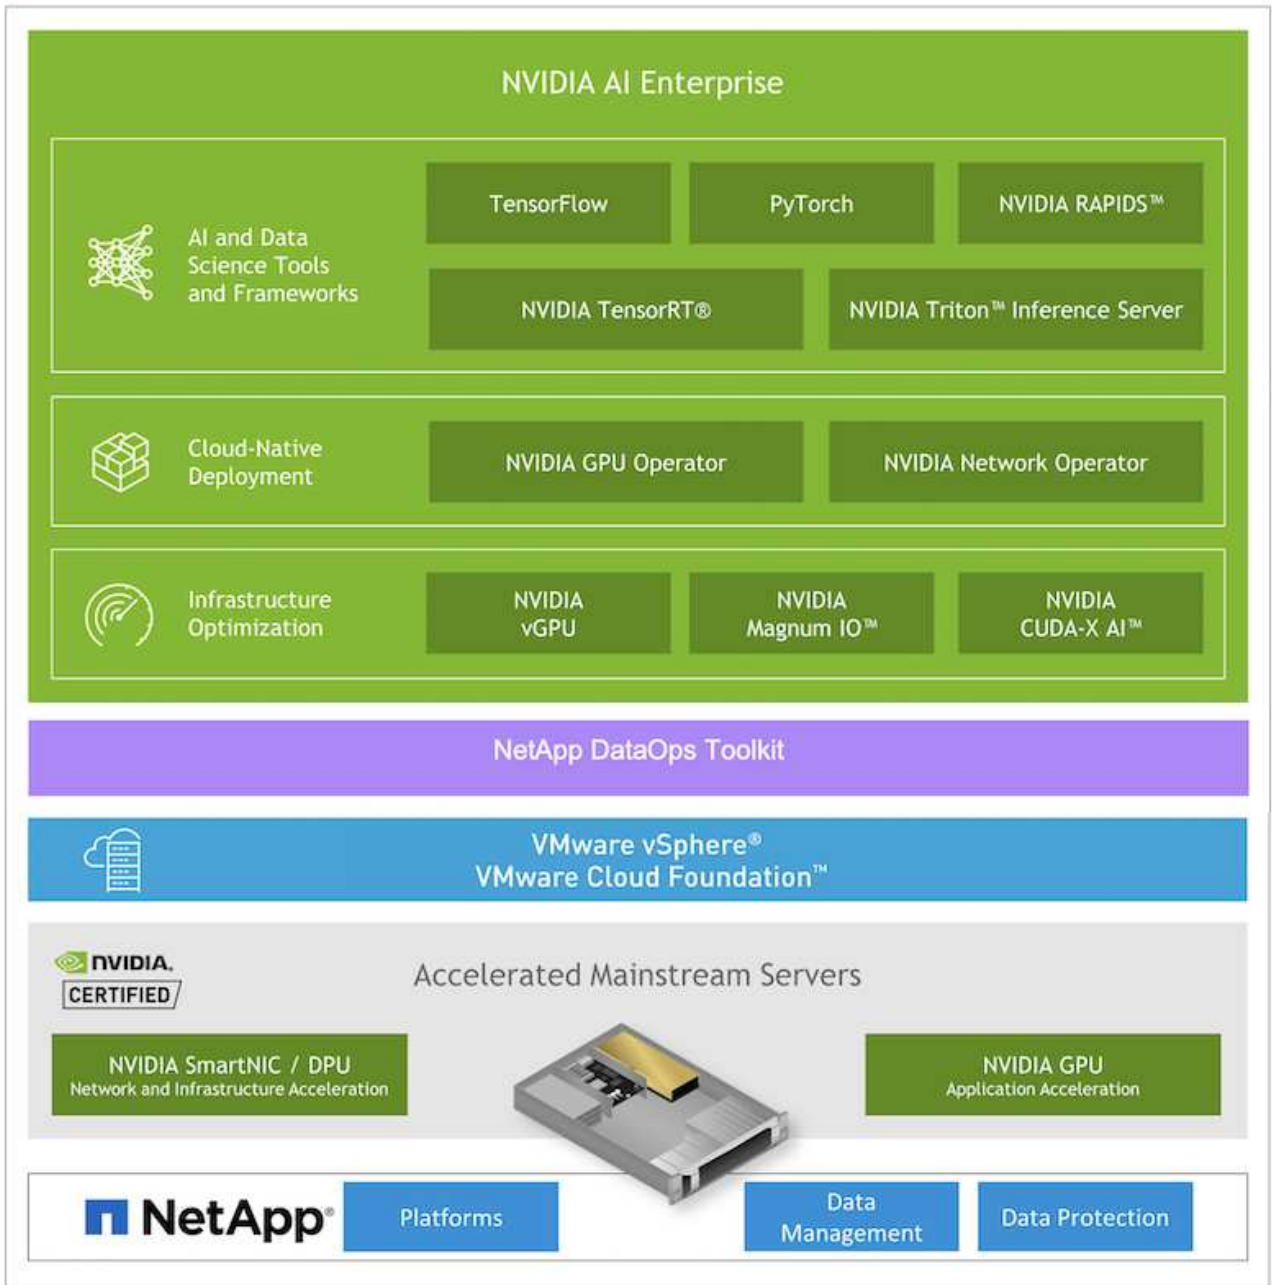 NVIDIA AI Enterprise
AI and Data
Science Tools
and Frameworks
TensorFlow
PyTorch
NVIDIA RAPIDS™
NVIDIA TensorRT®
NVIDIA Triton™ Inference Server
Cloud-Native
Deployment
NVIDIA GPU Operator
NVIDIA Network Operator
Infrastructure
Optimization
NVIDIA
vGPU
NVIDIA
Magnum IO™
NVIDIA
CUDA-X AI™
NetApp DataOps Toolkit
VMware vSphere®
VMware Cloud Foundation™
NVIDIA.
CERTIFIED
Accelerated Mainstream Servers
NVIDIA SmartNIC / DPU
Network and Infrastructure Acceleration
NVIDIA GPU
Application Acceleration
NetApp®
Platforms
Data
Management
Data Protection